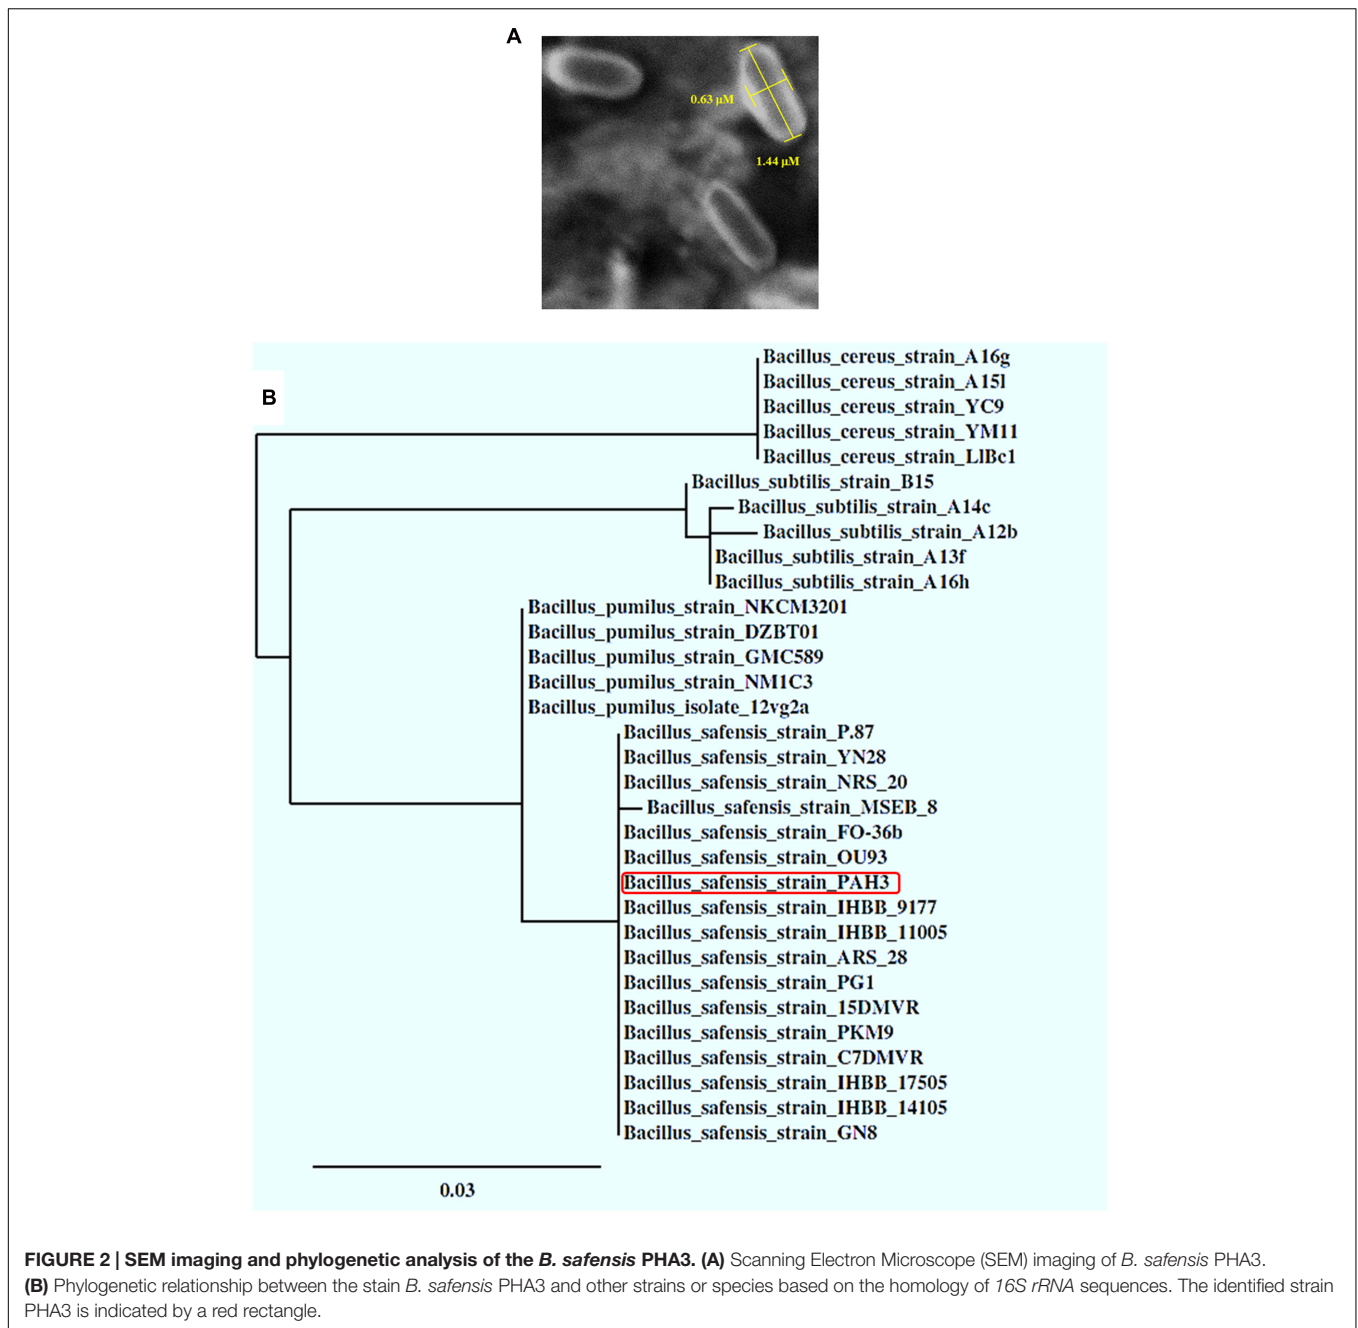 A
0.63 µM
1.44 µM
B
Bacillus_cereus_strain_A16g
Bacillus_cereus_strain_A15l
Bacillus_cereus_strain_YC9
Bacillus_cereus_strain_YM11
Bacillus_cereus_strain_LlBc1
Bacillus_subtilis_strain_B15
Bacillus_subtilis_strain_A14c
Bacillus_subtilis_strain_A12b
Bacillus_subtilis_strain_A13f
Bacillus_subtilis_strain_A16h
Bacillus_pumilus_strain_NKCM3201
Bacillus_pumilus_strain_DZBT01
Bacillus_pumilus_strain_GMC589
Bacillus_pumilus_strain_NM1C3
Bacillus_pumilus_isolate_12vg2a
Bacillus_safensis_strain_P.87
Bacillus_safensis_strain_YN28
Bacillus_safensis_strain_NRS_20
Bacillus_safensis_strain_MSEB_8
Bacillus_safensis_strain_FO-36b
Bacillus_safensis_strain_OU93
Bacillus_safensis_strain_PAH3
Bacillus_safensis_strain_IHBB_9177
Bacillus_safensis_strain_IHBB_11005
Bacillus_safensis_strain_ARS_28
Bacillus_safensis_strain_PG1
Bacillus_safensis_strain_15DMVR
Bacillus_safensis_strain_PKM9
Bacillus_safensis_strain_C7DMVR
Bacillus_safensis_strain_IHBB_17505
Bacillus_safensis_strain_IHBB_14105
Bacillus_safensis_strain_GN8
0.03
FIGURE 2 | SEM imaging and phylogenetic analysis of the B. safensis PHA3. (A) Scanning Electron Microscope (SEM) imaging of B. safensis PHA3.
(B) Phylogenetic relationship between the stain B. safensis PHA3 and other strains or species based on the homology of 16S rRNA sequences. The identified strain
PHA3 is indicated by a red rectangle.